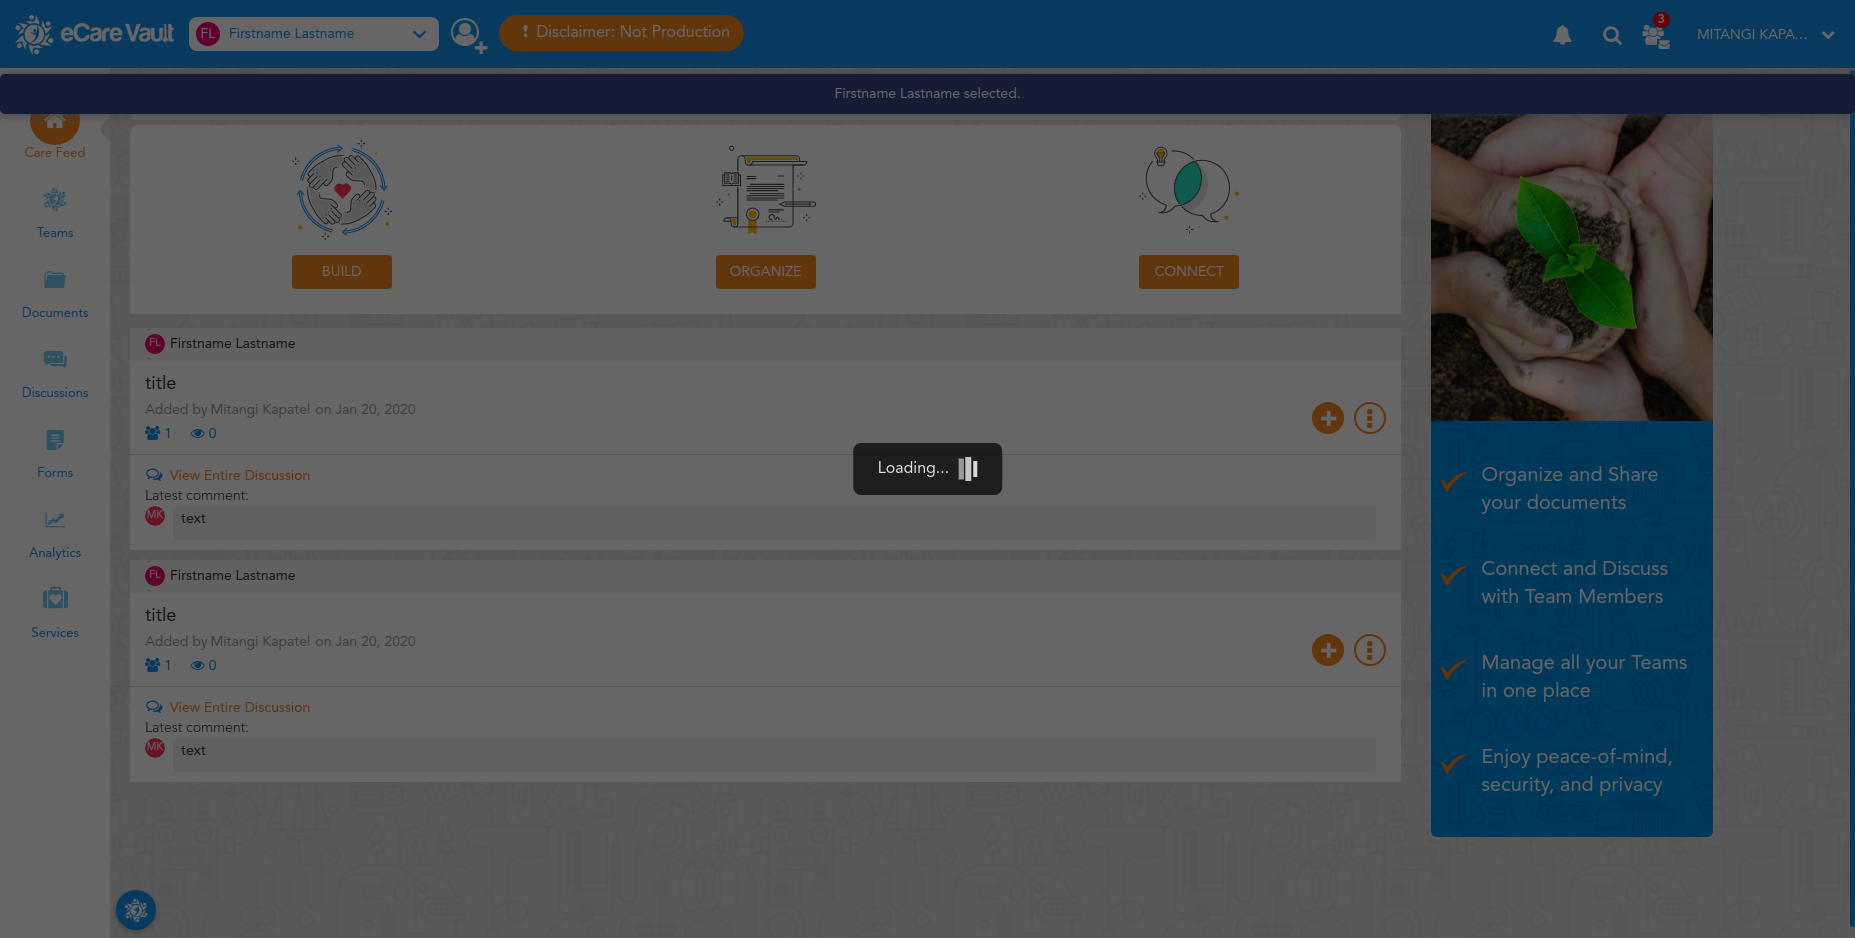 eCare Vault
FL Firstname Lastname
Disclaimer: Not Production
3
MITANGI KAPA...
Firstname Lastname selected.
Care Feed
Teams
Documents
Discussions
Forms
Analytics
Services
BUILD
ORGANIZE
CONNECT
FL Firstname Lastname
title
Added by Mitangi Kapatel on Jan 20, 2020
1 0
View Entire Discussion
Latest comment:
MK text
Loading...
FL Firstname Lastname
title
Added by Mitangi Kapatel on Jan 20, 2020
1 0
View Entire Discussion
Latest comment:
MK text
Organize and Share
your documents
Connect and Discuss
with Team Members
Manage all your Teams
in one place
Enjoy peace-of-mind,
security, and privacy